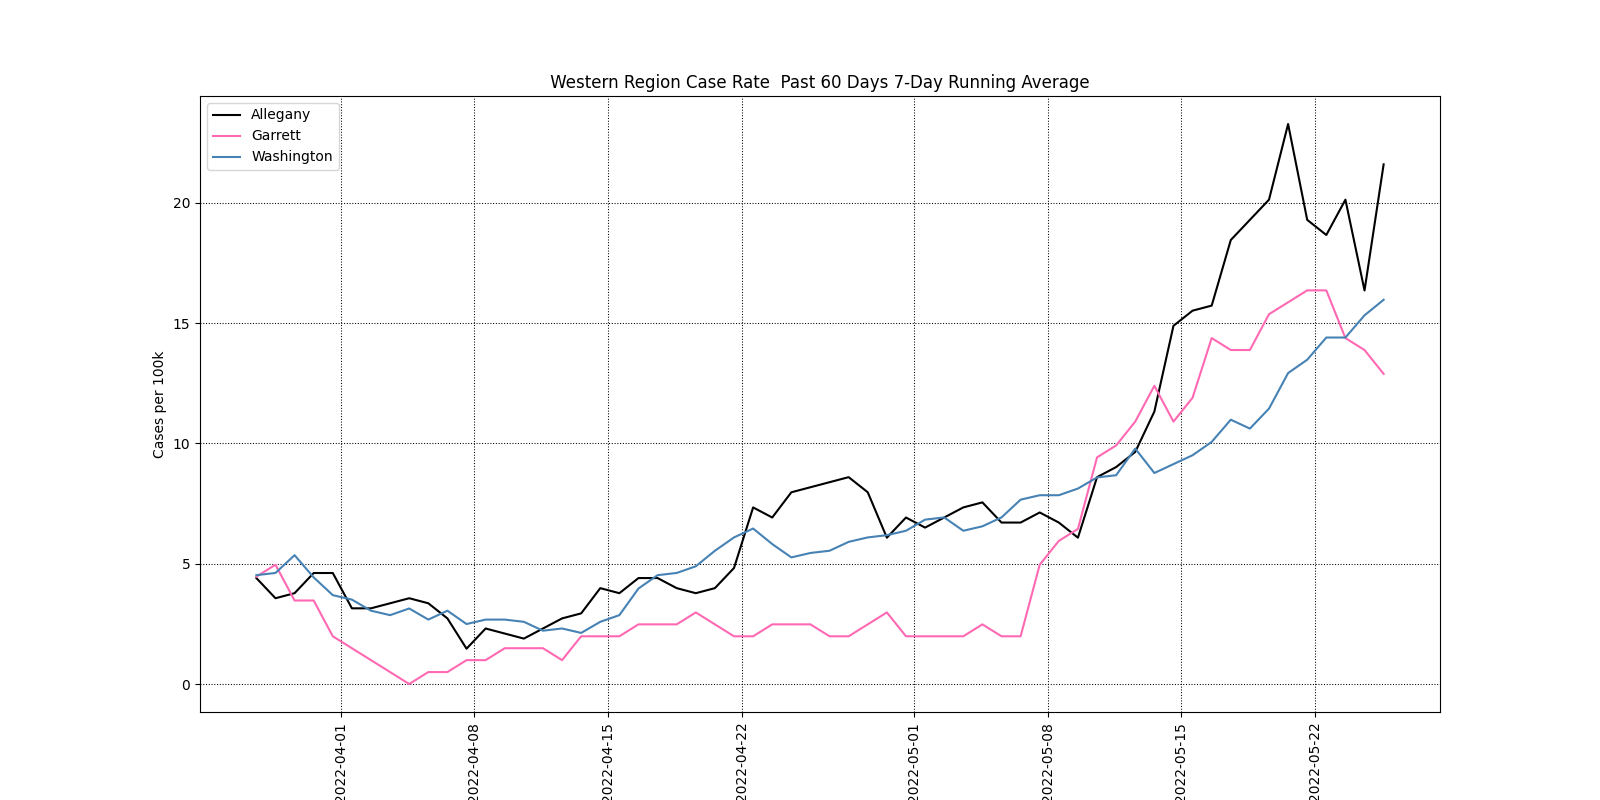 Western Region Case Rate  Past 60 Days 7-Day Running Average
Allegany
Garrett
Washington
Cases per 100k
20
15
10
5
0
2022-04-01
2022-04-08
2022-04-15
2022-04-22
2022-05-01
2022-05-08
2022-05-15
2022-05-22